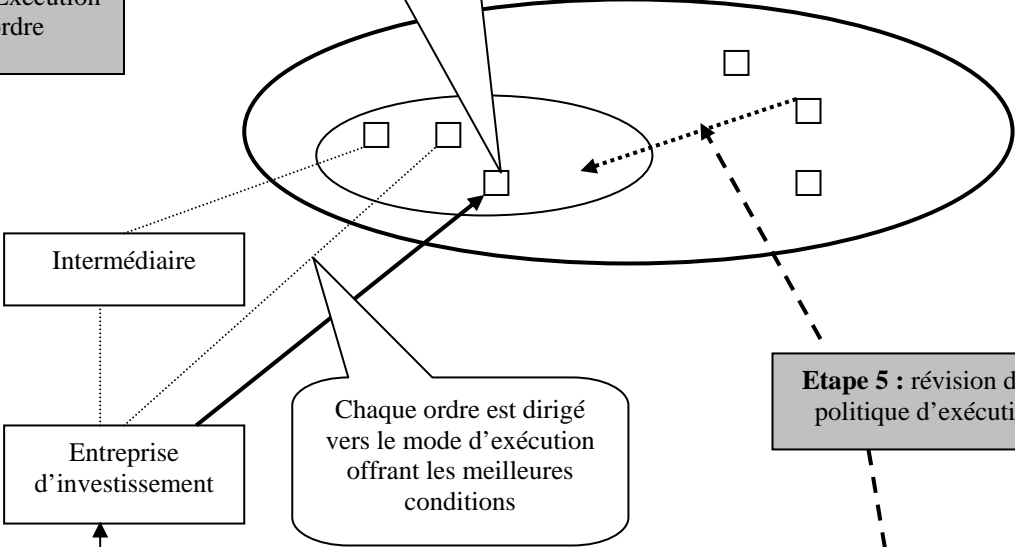 Exécution
ordre
Intermédiaire
Etape 5 : révision d
politique d'exécuti
Chaque ordre est dirigé
vers le mode d'exécution
offrant les meilleures
conditions
Entreprise
d'investissement